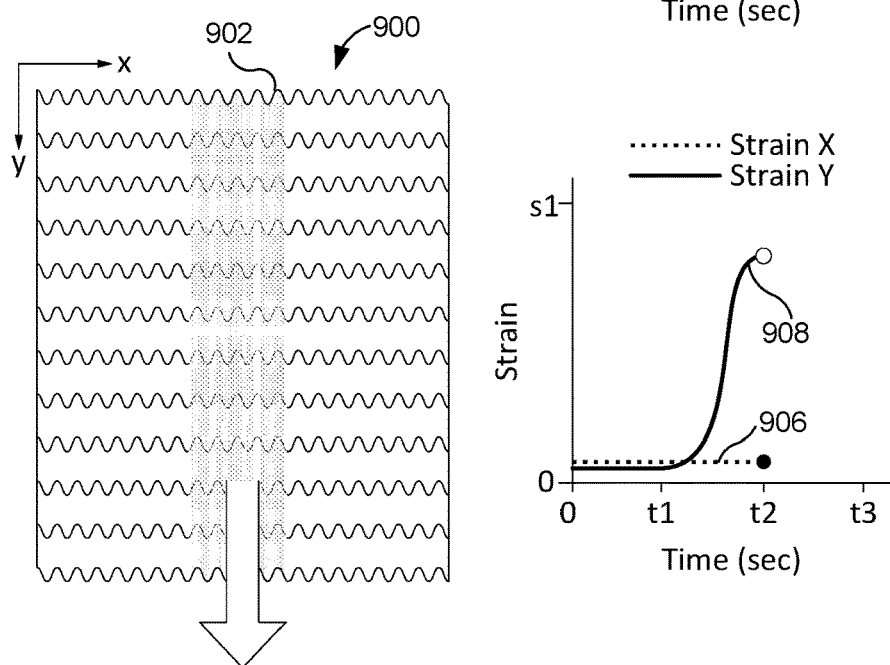 Time (sec)
902
900
x
y
Strain X
Strain Y
s1
908
Strain
906
0
0 t1 t2 t3
Time (sec)